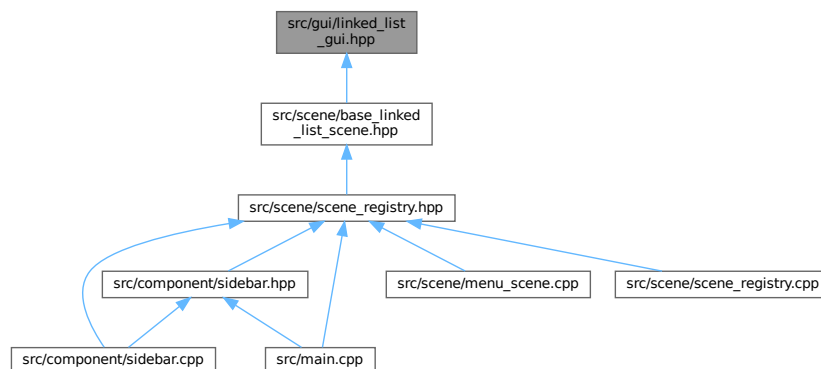 src/gui/linked_list
_gui.hpp
src/scene/base_linked
_list_scene.hpp
src/scene/scene_registry.hpp
src/component/sidebar.hpp
src/scene/menu_scene.cpp
src/scene/scene_registry.cpp
src/component/sidebar.cpp
src/main.cpp